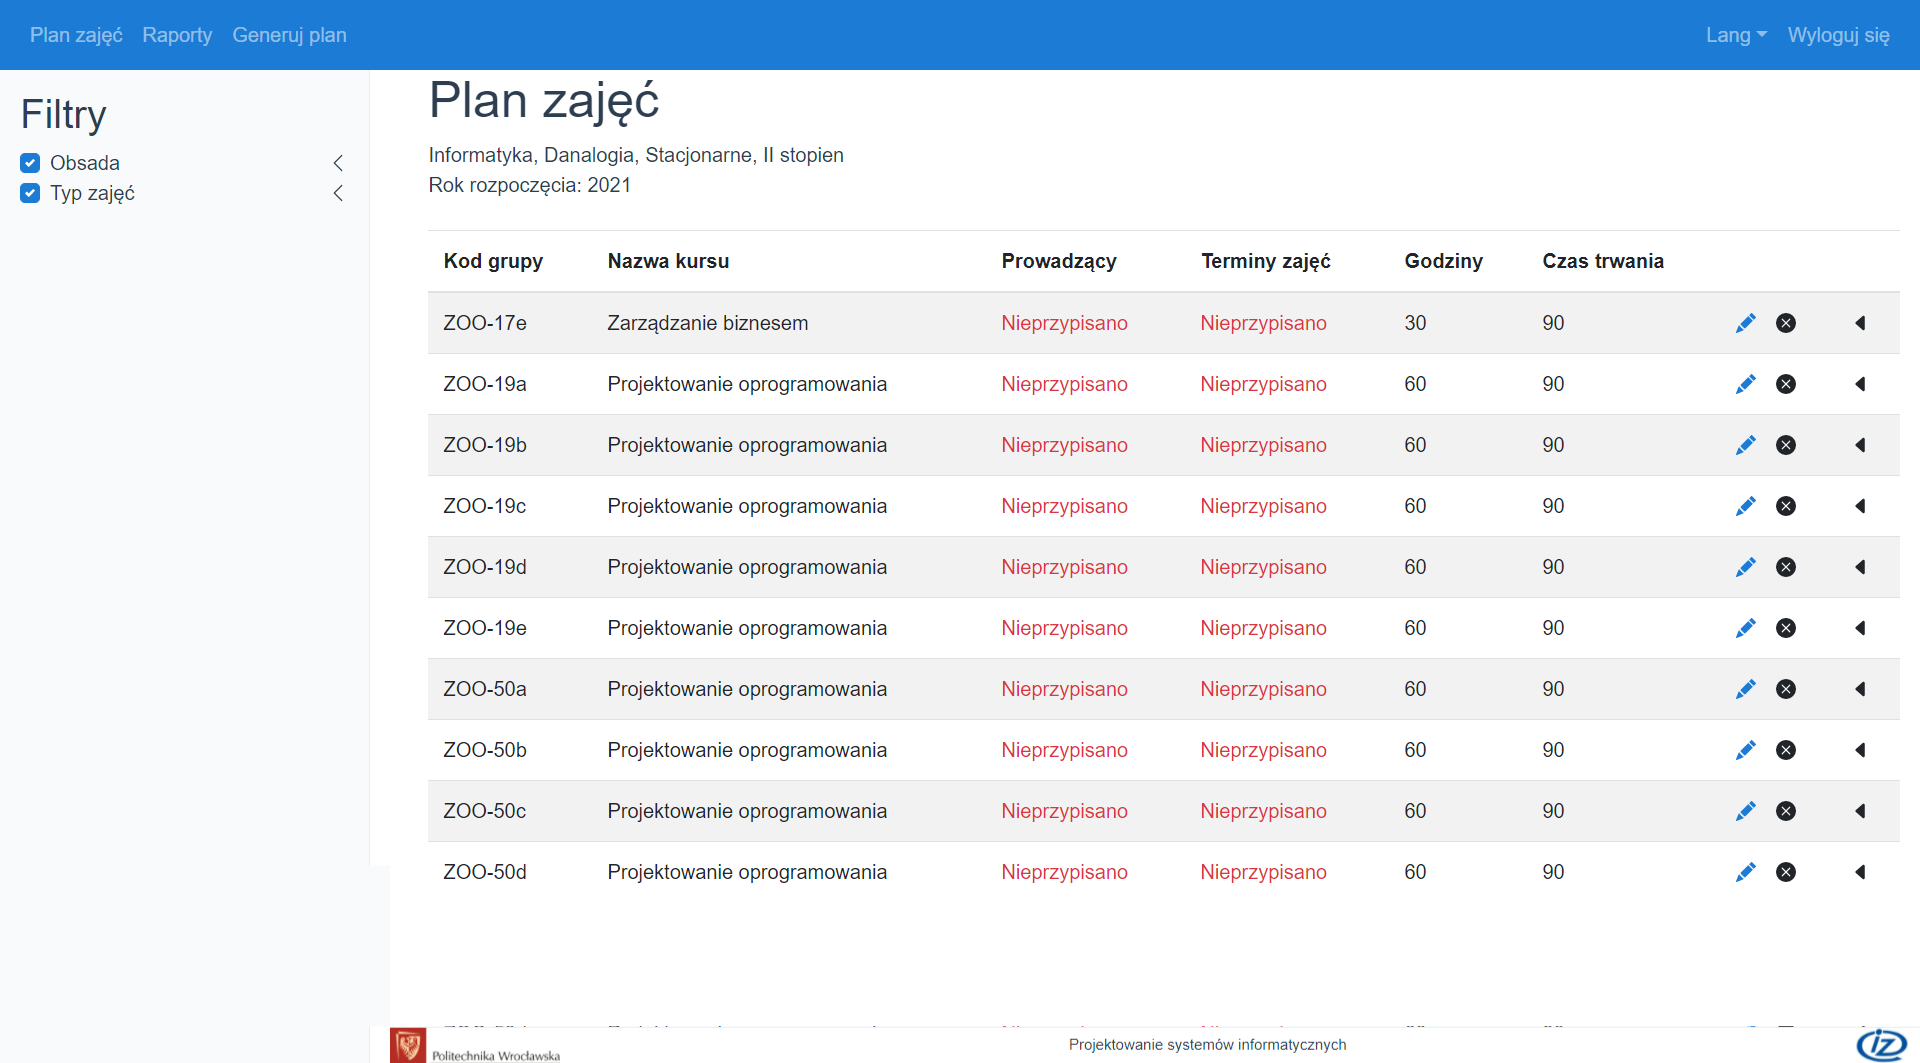 Plan zajęć Raporty Generuj plan Lang Wyloguj się
Filtry
Obsada
Typ zajęć
Plan zajęć
Informatyka, Danalogia, Stacjonarne, II stopien
Rok rozpoczęcia: 2021
Kod grupy Nazwa kursu Prowadzący Terminy zajęć Godziny Czas trwania
ZOO-17e Zarządzanie biznesem Nieprzypisano Nieprzypisano 30 90
ZOO-19a Projektowanie oprogramowania Nieprzypisano Nieprzypisano 60 90
ZOO-19b Projektowanie oprogramowania Nieprzypisano Nieprzypisano 60 90
ZOO-19c Projektowanie oprogramowania Nieprzypisano Nieprzypisano 60 90
ZOO-19d Projektowanie oprogramowania Nieprzypisano Nieprzypisano 60 90
ZOO-19e Projektowanie oprogramowania Nieprzypisano Nieprzypisano 60 90
ZOO-50a Projektowanie oprogramowania Nieprzypisano Nieprzypisano 60 90
ZOO-50b Projektowanie oprogramowania Nieprzypisano Nieprzypisano 60 90
ZOO-50c Projektowanie oprogramowania Nieprzypisano Nieprzypisano 60 90
ZOO-50d Projektowanie oprogramowania Nieprzypisano Nieprzypisano 60 90
Politechnika Wrocławska Projektowanie systemów informatycznych iz